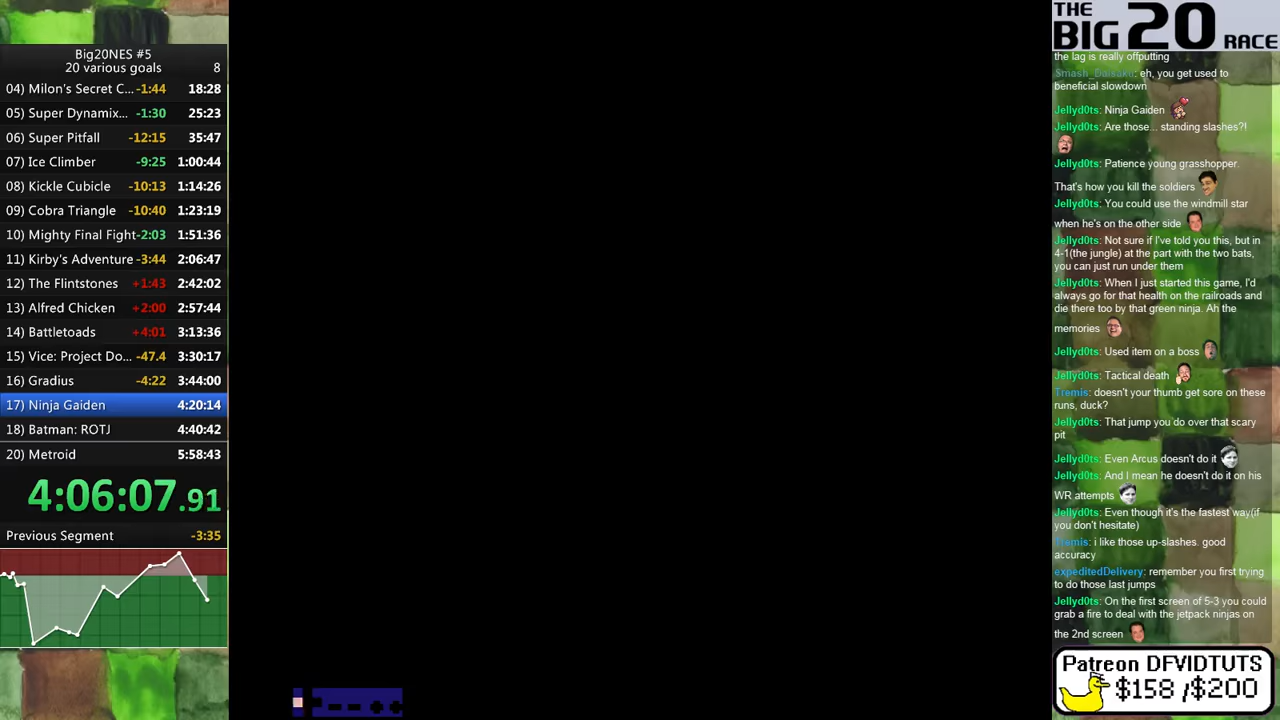 Big20NES #5
20 various goals 8
04) Milon's Secret C... -1:44 18:28
05) Super Dynamix... -1:30 25:23
06) Super Pitfall -12:15 35:47
07) Ice Climber -9:25 1:00:44
08) Kickle Cubicle -10:13 1:14:26
09) Cobra Triangle -10:40 1:23:19
10) Mighty Final Fight -2:03 1:51:36
11) Kirby's Adventure -3:44 2:06:47
12) The Flintstones +1:43 2:42:02
13) Alfred Chicken +2:00 2:57:44
14) Battletoads +4:01 3:13:36
15) Vice: Project Do... -47.4 3:30:17
16) Gradius -4:22 3:44:00
17) Ninja Gaiden 4:20:14
18) Batman: ROTJ 4:40:42
20) Metroid 5:58:43
4:06:07.91
Previous Segment -3:35
THE
BIG 20 RACE
the lag is really offputting
Smash_Daisaku: eh, you get used to
beneficial slowdown
Jellyd0ts: Ninja Gaiden
Jellyd0ts: Are those... standing slashes?!
Jellyd0ts: Patience young grasshopper.
That's how you kill the soldiers
Jellyd0ts: You could use the windmill star
when he's on the other side
Jellyd0ts: Not sure if I've told you this, but in
4-1(the jungle) at the part with the two bats,
you can just run under them
Jellyd0ts: When I just started this game, I'd
always go for that health on the railroads and
die there too by that green ninja. Ah the
memories
Jellyd0ts: Used item on a boss
Jellyd0ts: Tactical death
Tremis: doesn't your thumb get sore on these
runs, duck?
Jellyd0ts: That jump you do over that scary
pit
Jellyd0ts: Even Arcus doesn't do it
Jellyd0ts: And I mean he doesn't do it on his
WR attempts
Jellyd0ts: Even though it's the fastest way(if
you don't hesitate)
Tremis: i like those up-slashes. good
accuracy
expeditedDelivery: remember you first trying
to do those last jumps
Jellyd0ts: On the first screen of 5-3 you could
grab a fire to deal with the jetpack ninjas on
the 2nd screen
Patreon DFVIDTUTS
$158 /$200